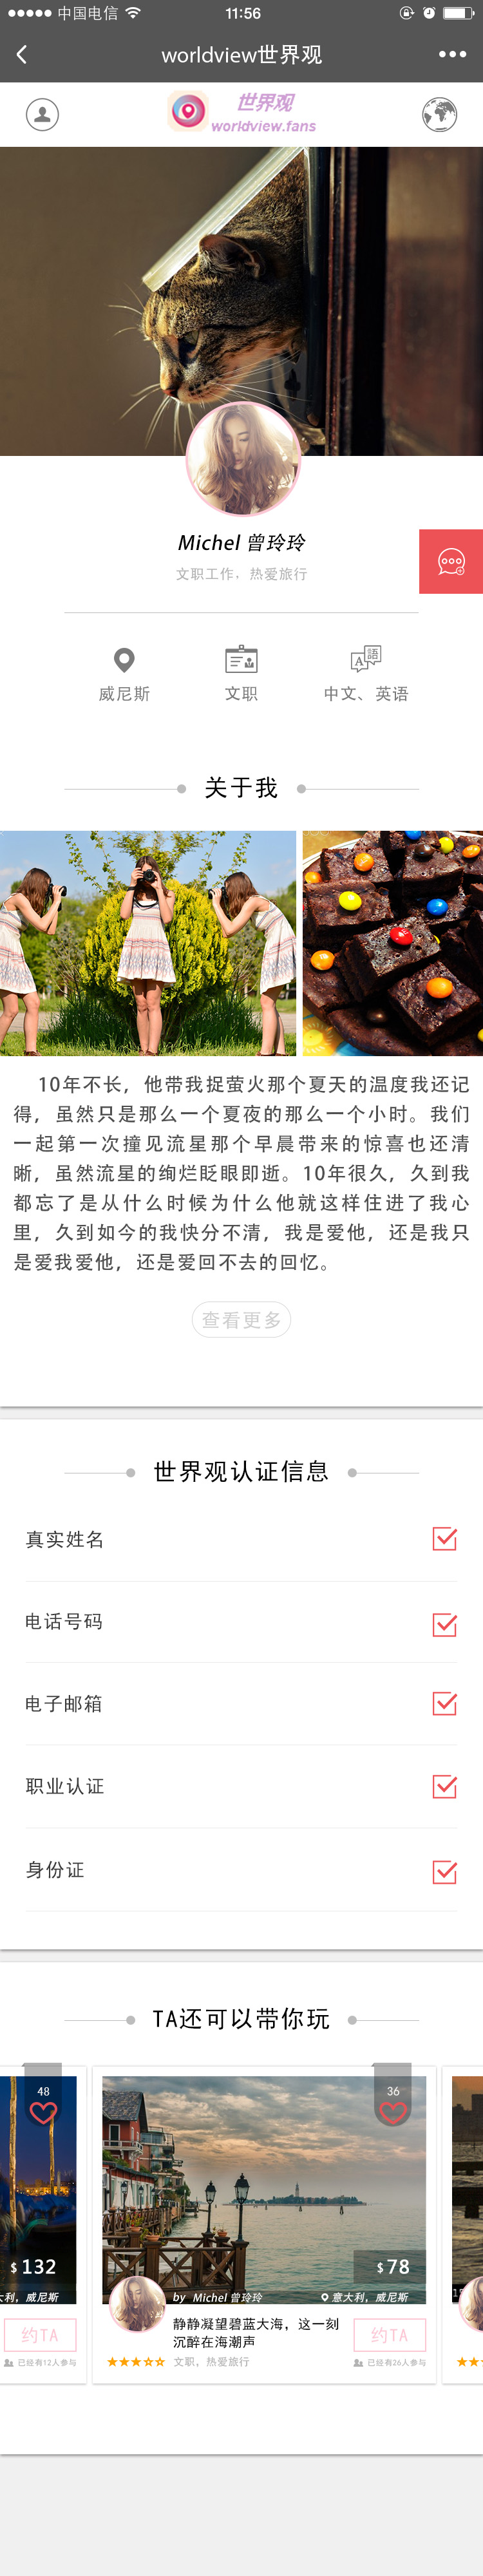 中国电信
11:56
worldview世界观
世界观
worldview.fans
Michel 曾玲玲
文职工作，热爱旅行
威尼斯
文职
中文、英语
关于我
10年不长，他带我捉萤火那个夏天的温度我还记
得，虽然只是那么一个夏夜的那么一个小时。我们
一起第一次撞见流星那个早晨带来的惊喜也还清
晰，虽然流星的绚烂眨眼即逝。10年很久，久到我
都忘了是从什么时候为什么他就这样住进了我心
里，久到如今的我快分不清，我是爱他，还是我只
是爱我爱他，还是爱回不去的回忆。
查看更多
世界观认证信息
真实姓名
电话号码
电子邮箱
职业认证
身份证
TA还可以带你玩
48
$ 132
大利，威尼斯
约TA
已经有12人参与
36
$ 78
by Michel 曾玲玲
意大利，威尼斯
静静凝望碧蓝大海，这一刻
沉醉在海潮声
文职，热爱旅行
约TA
已经有26人参与